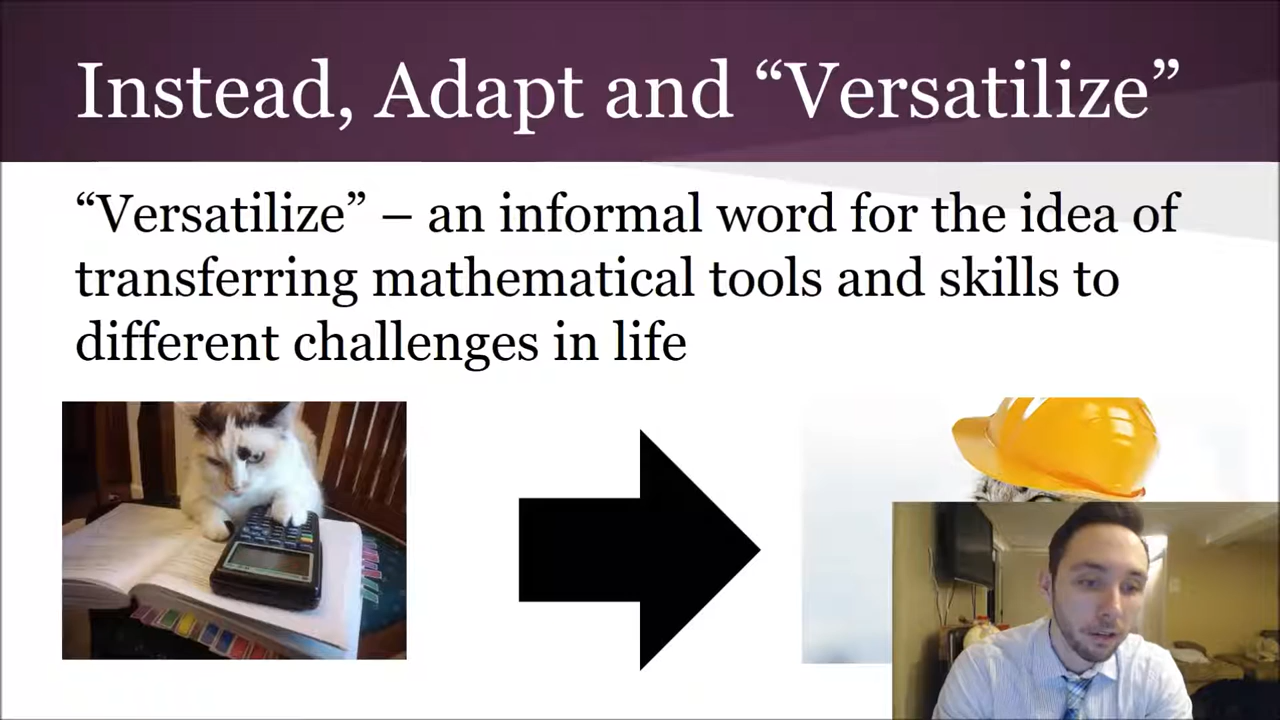 Instead, Adapt and “Versatilize”
“Versatilize” – an informal word for the idea of
transferring mathematical tools and skills to
different challenges in life